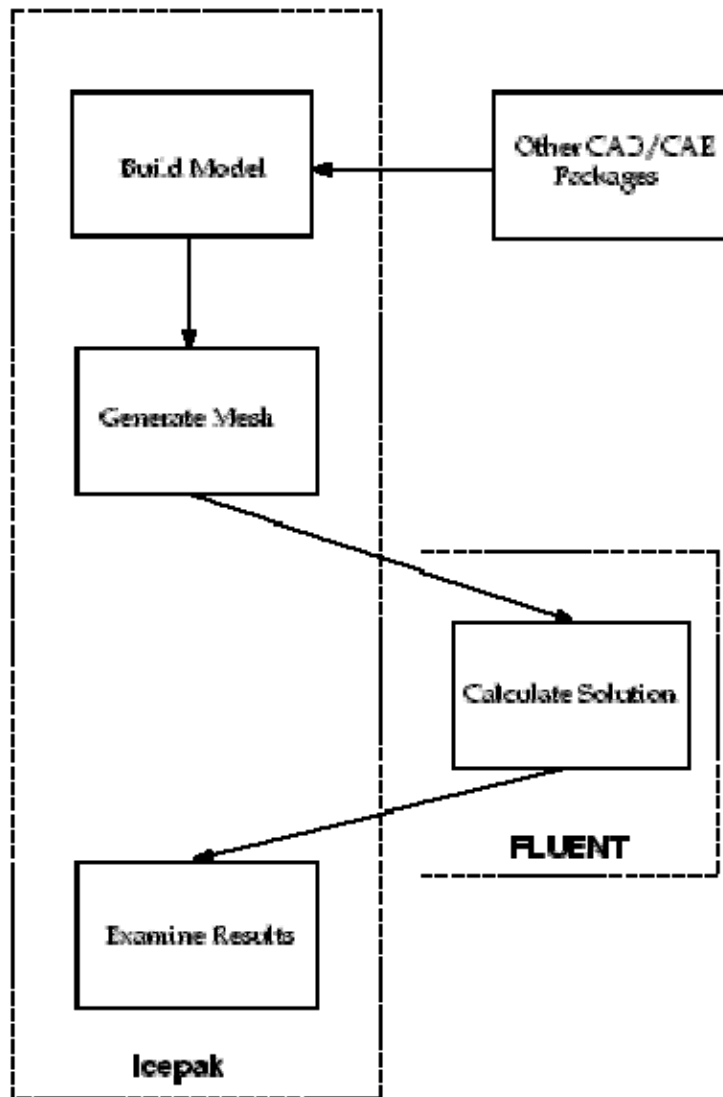 Build Model
Other CAD/CAE
Packages
Generate Mesh
Calculate Solution
FLUENT
Examine Results
Icepak